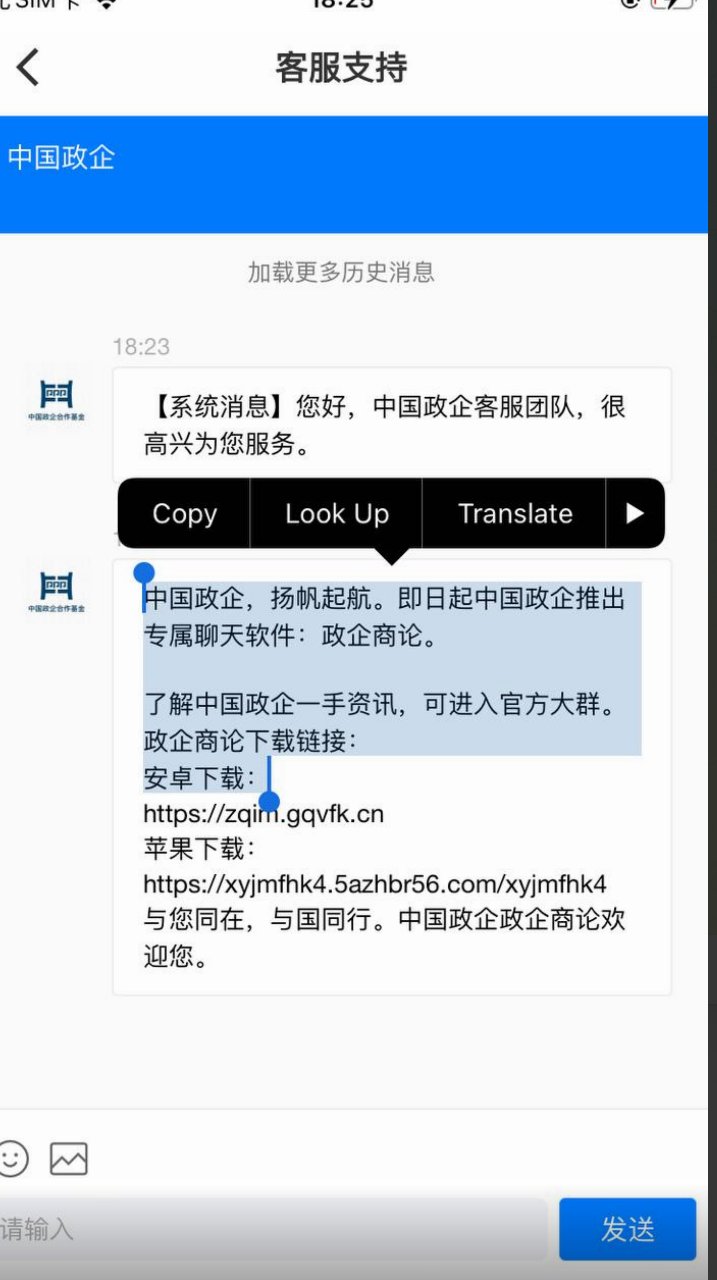 18:25
客服支持
中国政企
加载更多历史消息
18:23
中国政企合作基金
【系统消息】您好，中国政企客服团队，很
高兴为您服务。
Copy
Look Up
Translate
中国政企合作基金
中国政企，扬帆起航。即日起中国政企推出
专属聊天软件：政企商论。
了解中国政企一手资讯，可进入官方大群。
政企商论下载链接：
安卓下载：
https://zqim.gqvfk.cn
苹果下载：
https://xyjmfhk4.5azhbr56.com/xyjmfhk4
与您同在，与国同行。中国政企政企商论欢
迎您。
请输入
发送